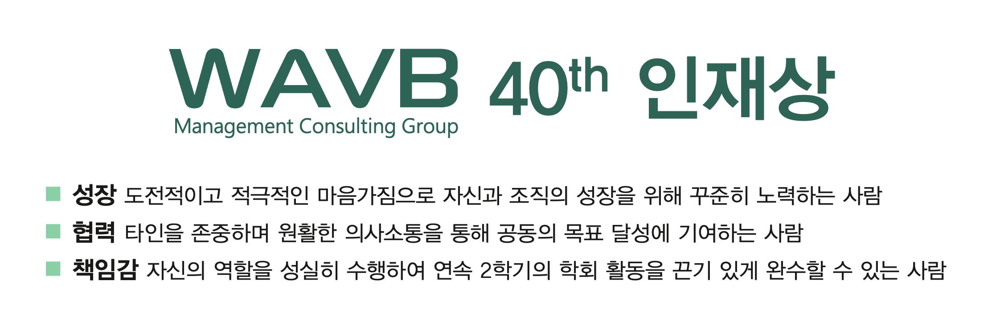 WAVB 40th 인재상
Management Consulting Group
성장 도전적이고 적극적인 마음가짐으로 자신과 조직의 성장을 위해 꾸준히 노력하는 사람
협력 타인을 존중하며 원활한 의사소통을 통해 공동의 목표 달성에 기여하는 사람
책임감 자신의 역할을 성실히 수행하여 연속 2학기의 학회 활동을 끈기 있게 완수할 수 있는 사람